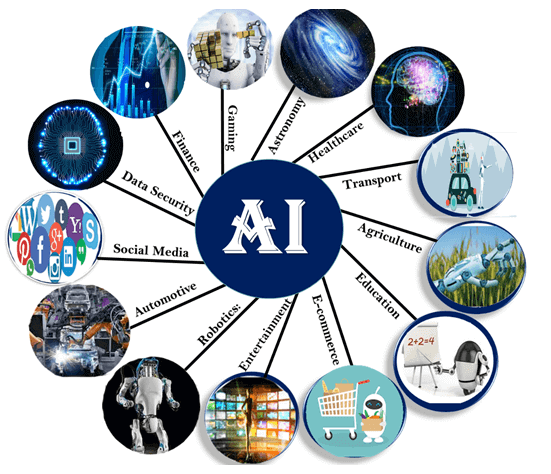 AI
Gaming
Astronomy
Healthcare
Transport
Agriculture
Education
2+2=4
E-commerce
Entertainment
Robotics:
Automotive
Social Media
Data Security
Finance